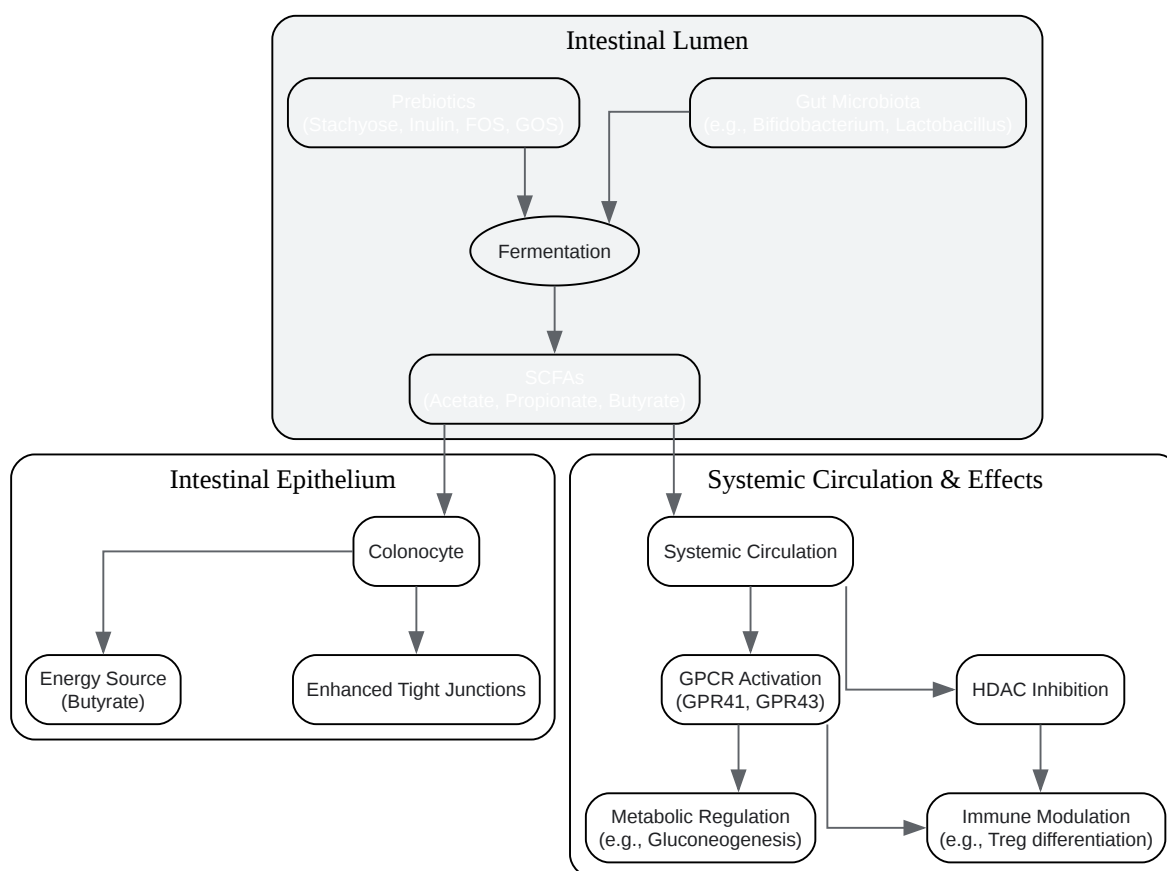 Intestinal Lumen
Prebiotics
(Stachyose, Inulin, FOS, GOS)
Gut Microbiota
(e.g., Bifidobacterium, Lactobacillus)
Fermentation
SCFAs
(Acetate, Propionate, Butyrate)
Intestinal Epithelium
Colonocyte
Energy Source
(Butyrate)
Enhanced Tight Junctions
Systemic Circulation & Effects
Systemic Circulation
GPCR Activation
(GPR41, GPR43)
HDAC Inhibition
Metabolic Regulation
(e.g., Gluconeogenesis)
Immune Modulation
(e.g., Treg differentiation)